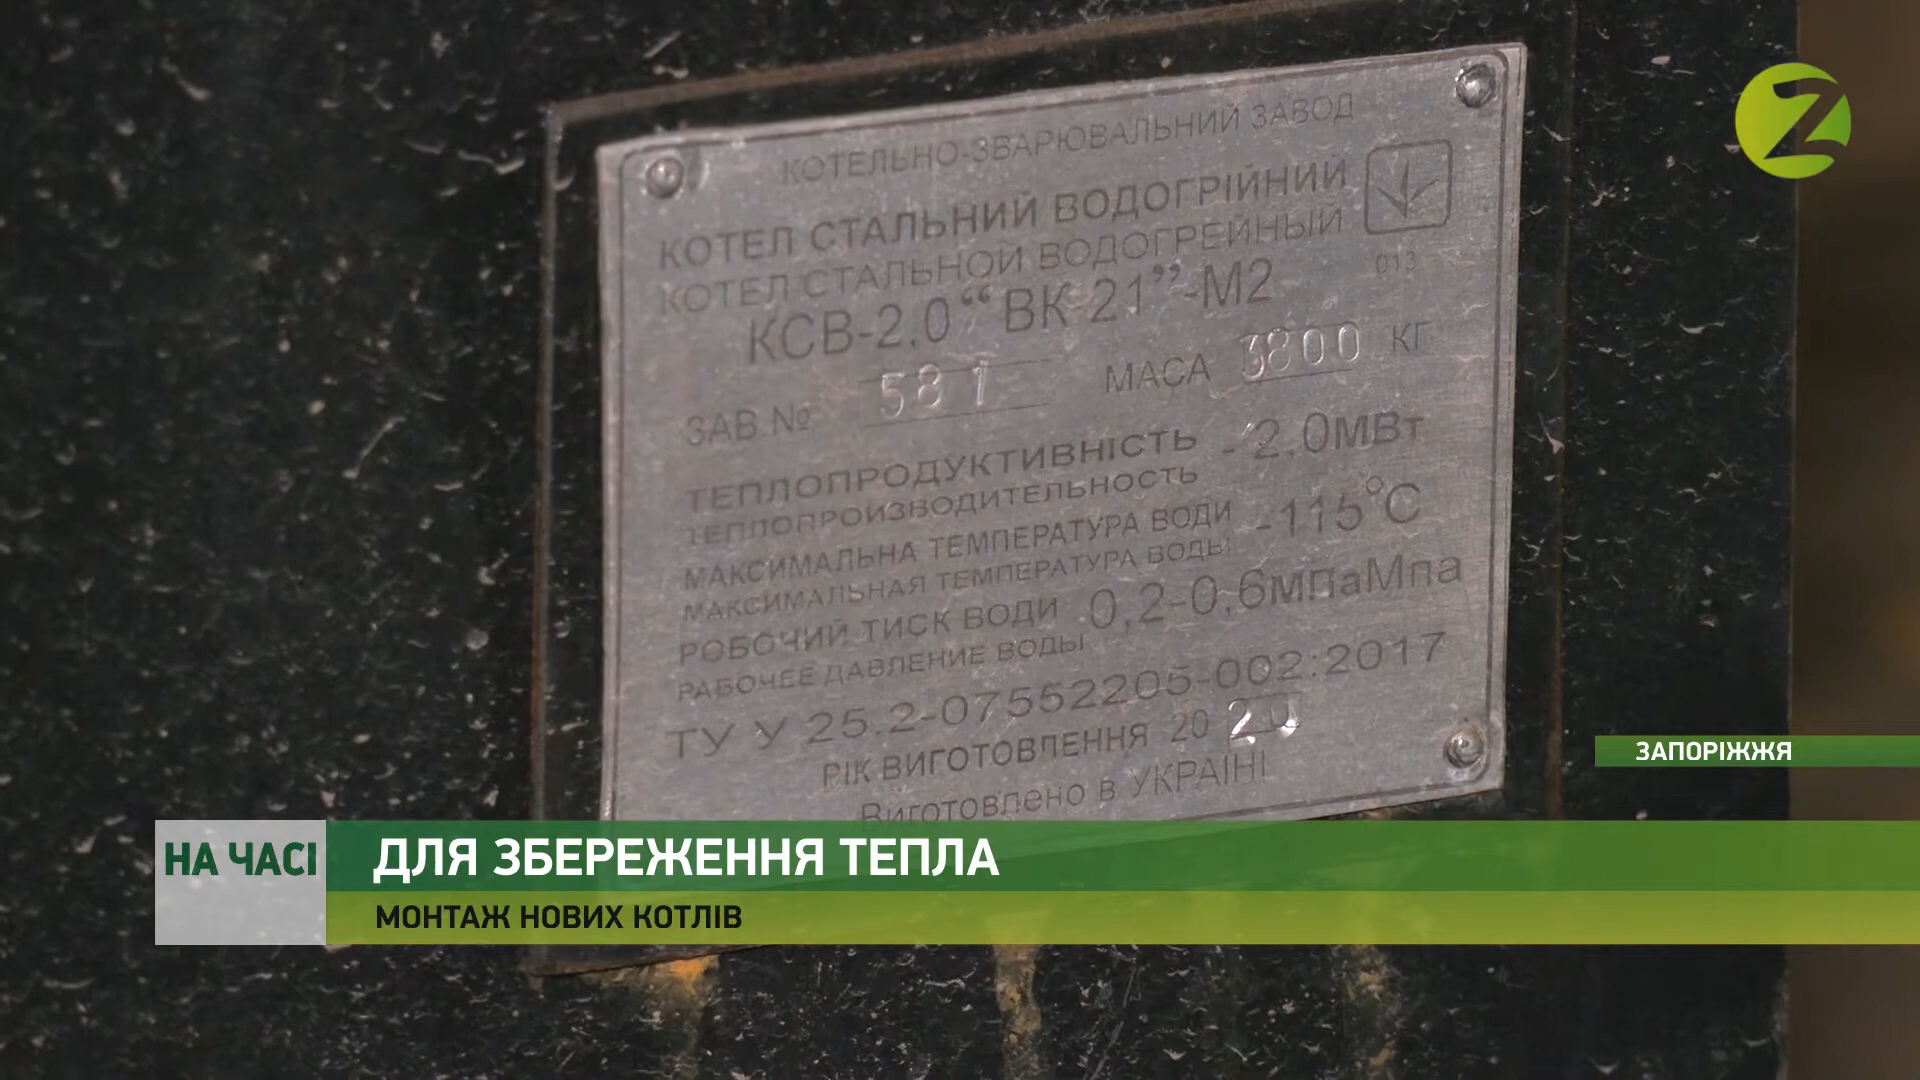 КОТЕЛЬНО-ЗВАРЮВАЛЬНИЙ ЗАВОД
КОТЕЛ СТАЛЬНИЙ ВОДОГРІЙНИЙ
КОТЕЛ СТАЛЬНОЙ ВОДОГРЕЙНЫЙ
013
КСВ-2,0 “ВК-21”-М2
ЗАВ.№ 581 МАСА 3800 КГ
ТЕПЛОПРОДУКТИВНІСТЬ - 2,0МВт
ТЕПЛОПРОИЗВОДИТЕЛЬНОСТЬ
МАКСИМАЛЬНА ТЕМПЕРАТУРА ВОДИ -115°С
МАКСИМАЛЬНАЯ ТЕМПЕРАТУРА ВОДЫ
РОБОЧИЙ ТИСК ВОДИ 0,2-0,6мпаМпа
РАБОЧЕЕ ДАВЛЕНИЕ ВОДЫ
ТУ У 25.2-07552205-002:2017
РІК ВИГОТОВЛЕННЯ 20 20
Виготовлено в УКРАІНІ
ЗАПОРІЖЖЯ
НА ЧАСІ
ДЛЯ ЗБЕРЕЖЕННЯ ТЕПЛА
МОНТАЖ НОВИХ КОТЛІВ